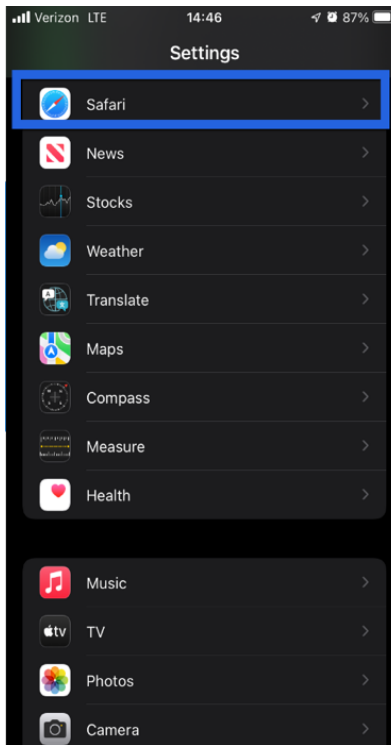 Verizon LTE 14:46 87%
Settings
Safari
News
Stocks
Weather
Translate
Maps
Compass
Measure
Health
Music
tv TV
Photos
Camera